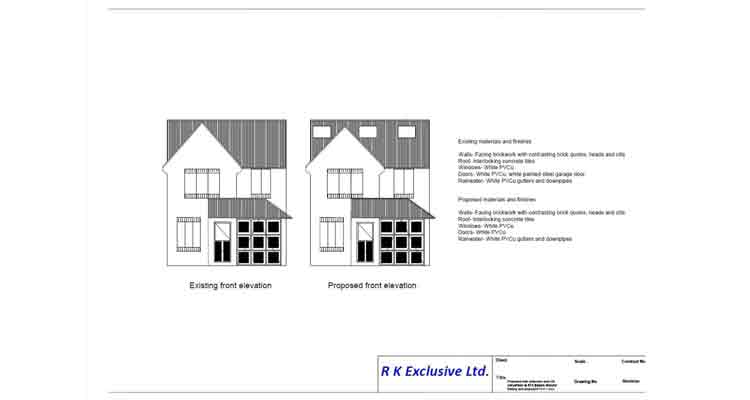 Existing materials and finishes
Walls- Facing brickwork with contrasting brick quoins, heads and cills
Roof- Interlocking concrete tiles
Windows- White PVCu
Doors- White PVCu, white painted steel garage door
Rainwater- White PVCu gutters and downpipes
Proposed materials and finishes
Walls- Facing brickwork with contrasting brick quoins, heads and cills
Roof- Interlocking concrete tiles
Windows- White PVCu
Doors- White PVCu
Rainwater- White PVCu gutters and downpipes
Existing front elevation
Proposed front elevation
R K Exclusive Ltd.
Client
Scale
Contract No
Title
Drawing No
Revision